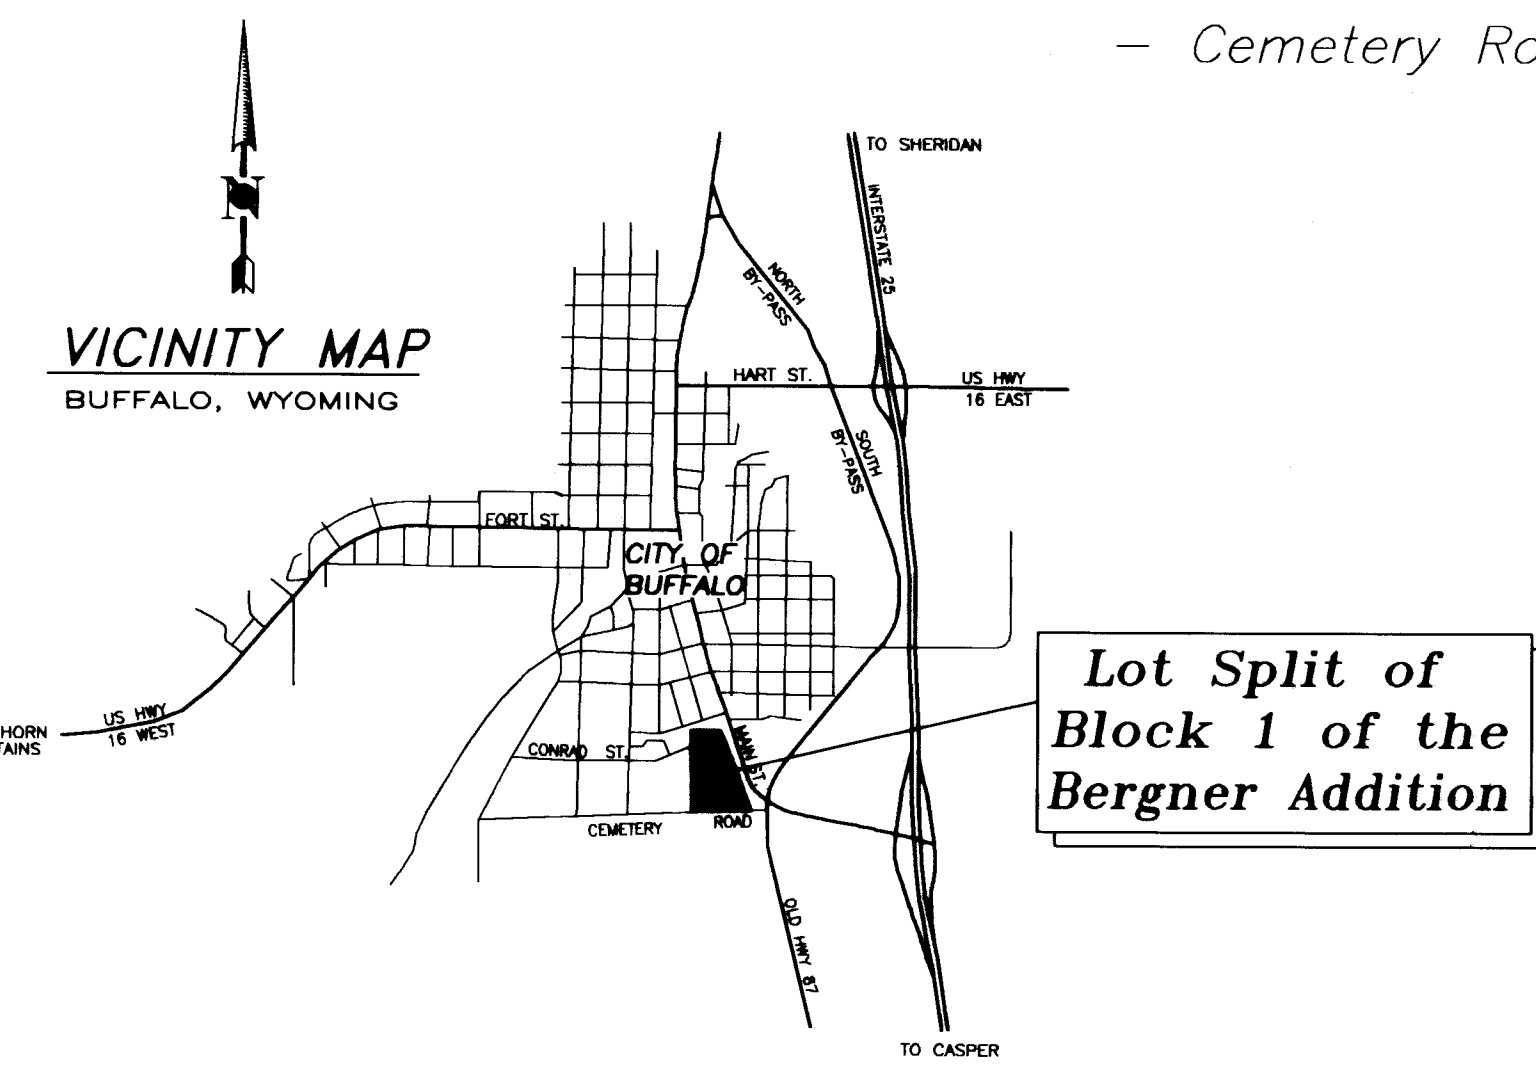 – Cemetery
TO SHERIDAN
N
INTERSTATE 25
NORTH
BY-PASS
VICINITY MAP
BUFFALO, WYOMING
HART ST.
US HWY
16 EAST
SOUTH
BY-PASS
FORT ST.
CITY OF
BUFFALO
Lot Split of
Block 1 of the
Bergner Addition
US HWY
16 WEST
HORN
MAIN ST.
CONRAD ST.
CEMETERY ROAD
OLD HWY 87
TO CASPER